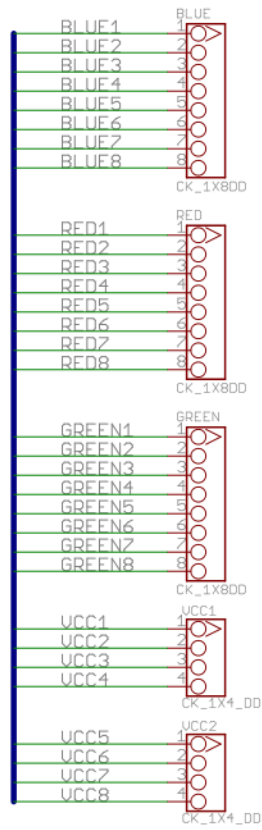 BLUE
BLUE1 1
BLUE2 2
BLUE3 3
BLUE4 4
BLUE5 5
BLUE6 6
BLUE7 7
BLUE8 8
CK_1X8DD
RED
RED1 1
RED2 2
RED3 3
RED4 4
RED5 5
RED6 6
RED7 7
RED8 8
CK_1X8DD
GREEN
GREEN1 1
GREEN2 2
GREEN3 3
GREEN4 4
GREEN5 5
GREEN6 6
GREEN7 7
GREEN8 8
CK_1X8DD
VCC1
VCC1 1
VCC2 2
VCC3 3
VCC4 4
CK_1X4_DD
VCC2
VCC5 1
VCC6 2
VCC7 3
VCC8 4
CK_1X4_DD